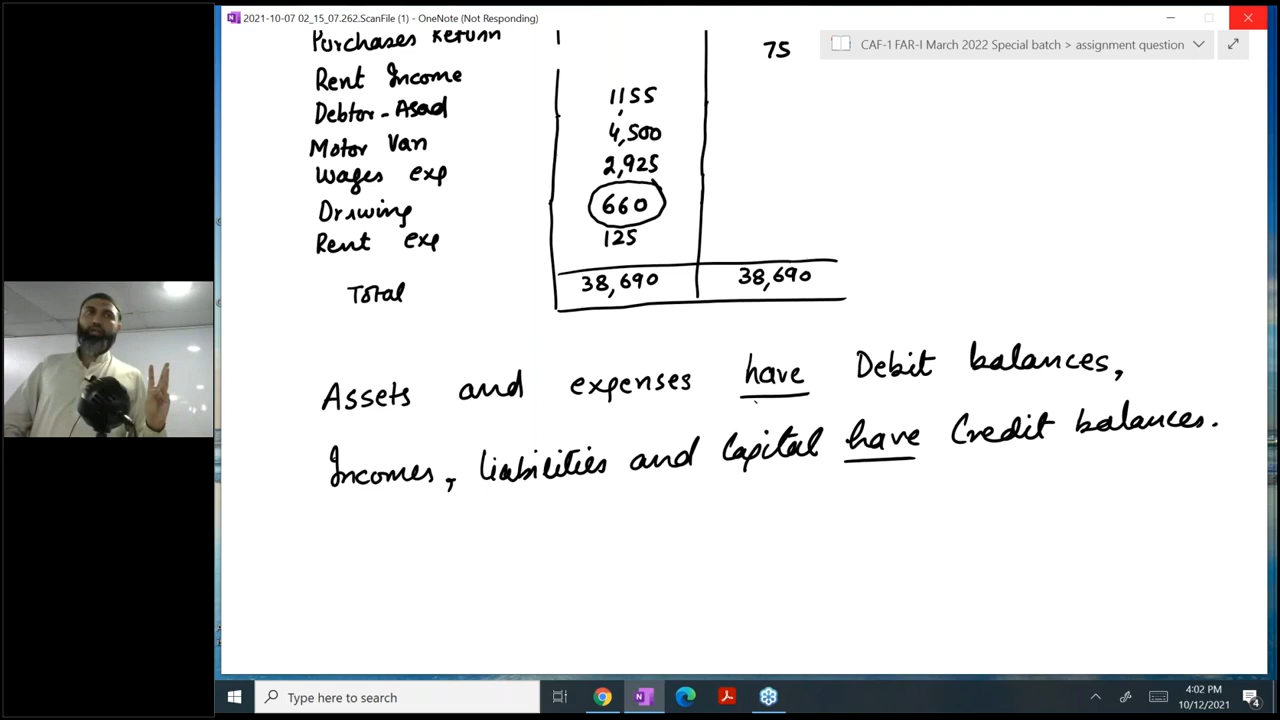 2021-10-07 02_15_07.262.ScanFile (1) - OneNote (Not Responding)
CAF-1 FAR-I March 2022 Special batch > assignment question
Purchases Return
75
Rent Income
Debtor - Asad 1155
Motor Van 4,500
Wages exp 2,925
Drawing 660
Rent exp 125
Total 38,690 38,690
Assets and expenses have Debit balances,
Incomes, liabilities and Capital have Credit balances.
Type here to search
4:02 PM
10/12/2021
4